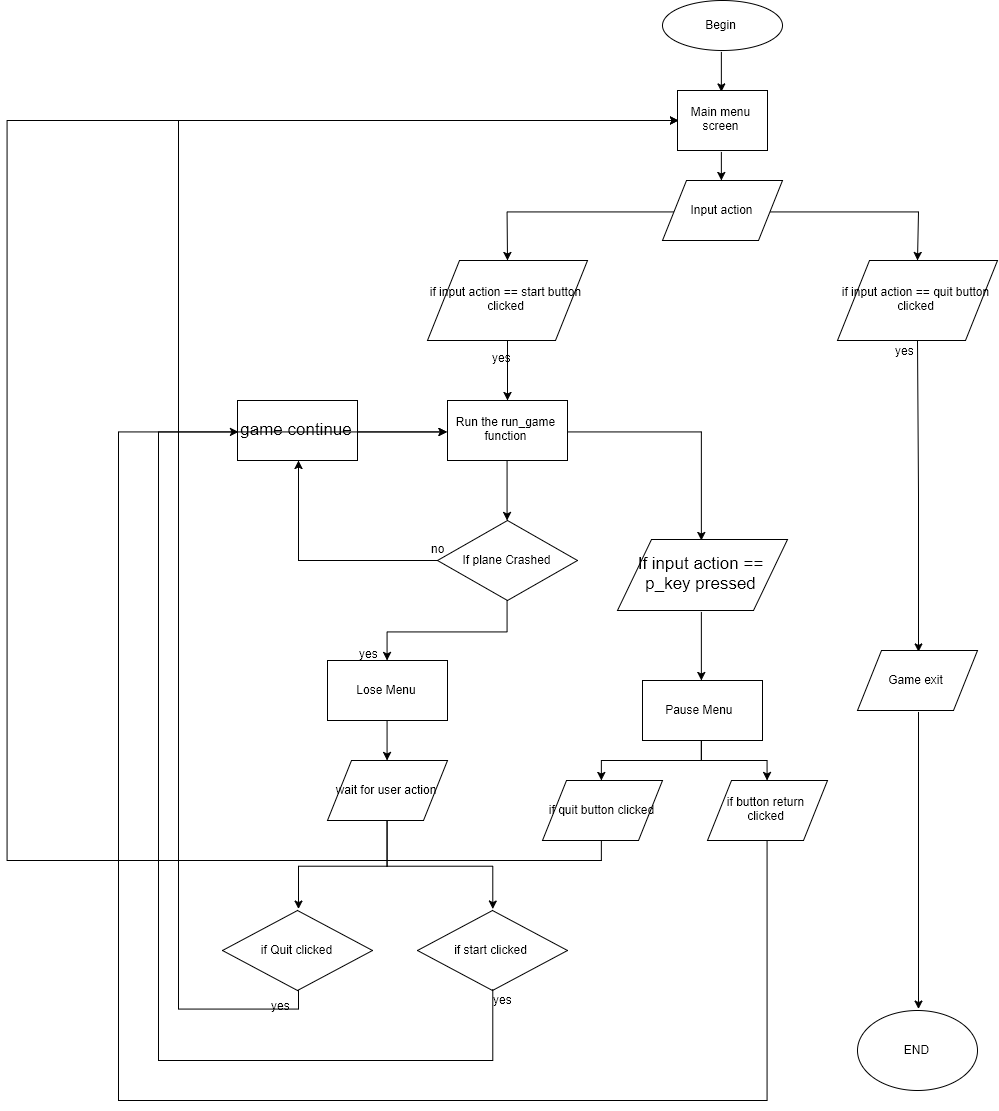 Begin
Main menu
screen
Input action
if input action == start button
clicked
if input action == quit button
clicked
yes
yes
game continue
Run the run_game
function
no
If plane Crashed
If input action ==
p_key pressed
yes
Lose Menu
Game exit
Pause Menu
wait for user action
if quit button clicked
if button return
clicked
if Quit clicked
if start clicked
yes
yes
END